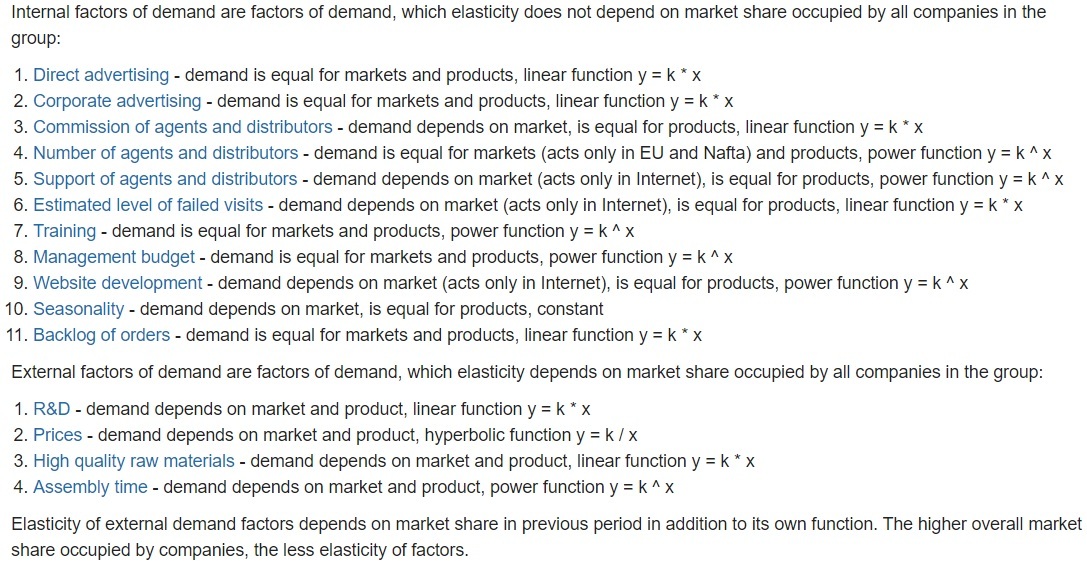 Internal factors of demand are factors of demand, which elasticity does not depend on market share occupied by all companies in the
group:
1. Direct advertising - demand is equal for markets and products, linear function y = k * x
2. Corporate advertising - demand is equal for markets and products, linear function y = k * x
3. Commission of agents and distributors - demand depends on market, is equal for products, linear function y = k * x
4. Number of agents and distributors - demand is equal for markets (acts only in EU and Nafta) and products, power function y = k ^ x
5. Support of agents and distributors - demand depends on market (acts only in Internet), is equal for products, power function y = k ^ x
6. Estimated level of failed visits - demand depends on market (acts only in Internet), is equal for products, linear function y = k * x
7. Training - demand is equal for markets and products, power function y = k ^ x
8. Management budget - demand is equal for markets and products, power function y = k ^ x
9. Website development - demand depends on market (acts only in Internet), is equal for products, power function y = k ^ x
10. Seasonality - demand depends on market, is equal for products, constant
11. Backlog of orders - demand is equal for markets and products, linear function y = k * x
External factors of demand are factors of demand, which elasticity depends on market share occupied by all companies in the group:
1. R&D - demand depends on market and product, linear function y = k * x
2. Prices - demand depends on market and product, hyperbolic function y = k / x
3. High quality raw materials - demand depends on market and product, linear function y = k * x
4. Assembly time - demand depends on market and product, power function y = k ^ x
Elasticity of external demand factors depends on market share in previous period in addition to its own function. The higher overall market
share occupied by companies, the less elasticity of factors.